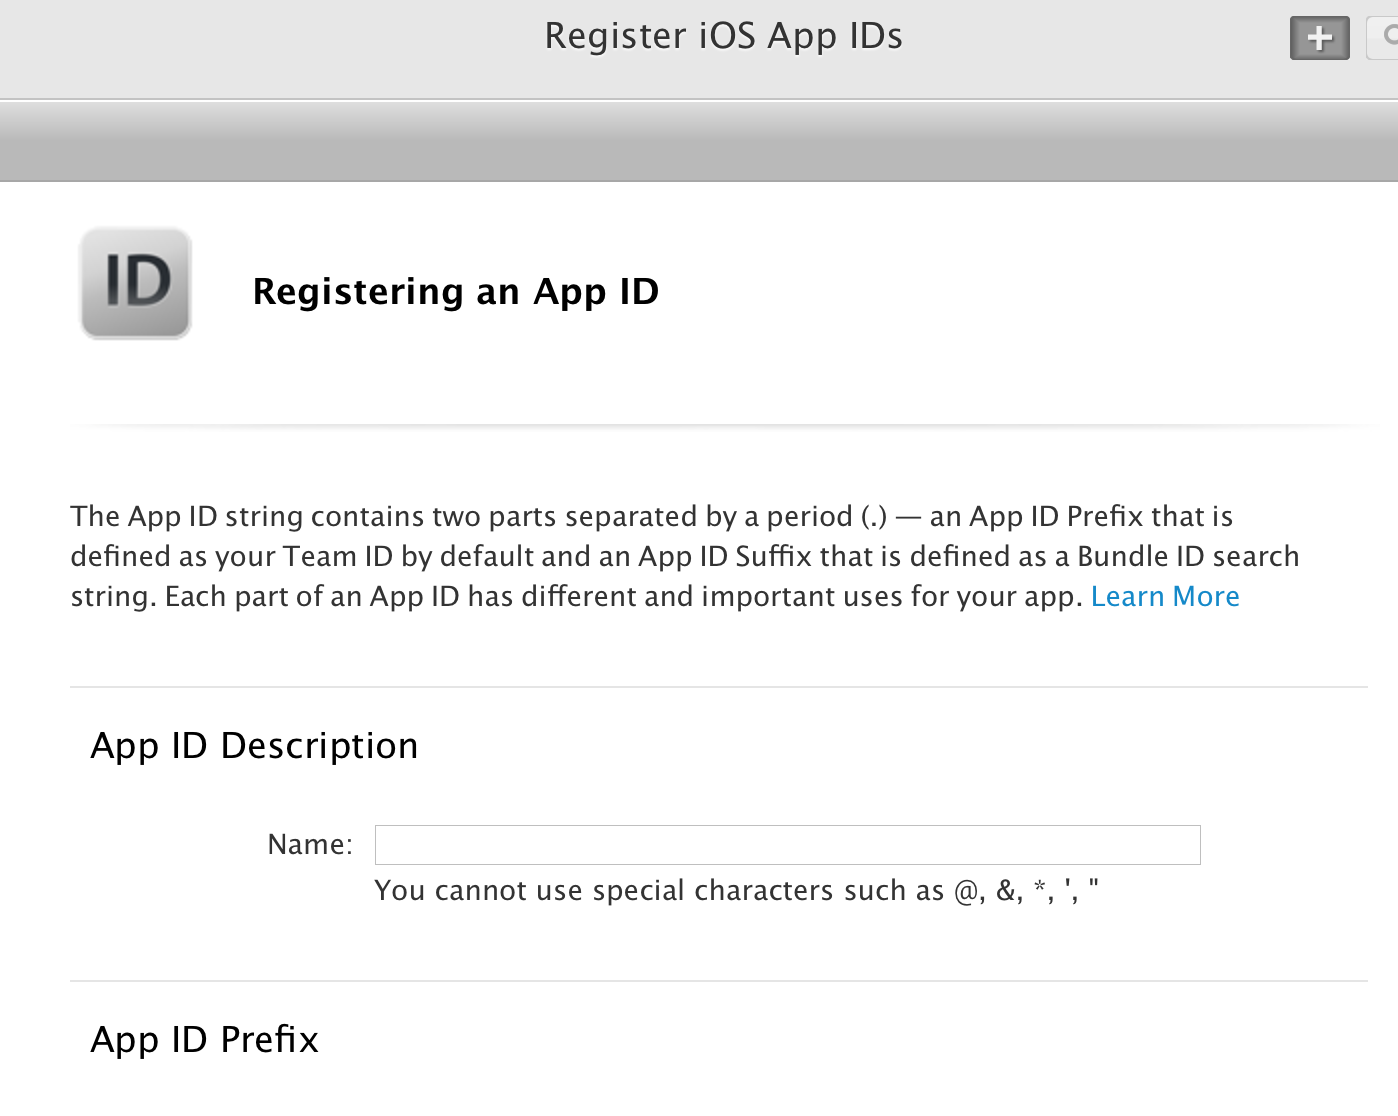 Register iOS App IDs
ID
Registering an App ID
The App ID string contains two parts separated by a period (.) — an App ID Prefix that is
defined as your Team ID by default and an App ID Suffix that is defined as a Bundle ID search
string. Each part of an App ID has different and important uses for your app. Learn More
App ID Description
Name:
You cannot use special characters such as @, &, *, ', "
App ID Prefix